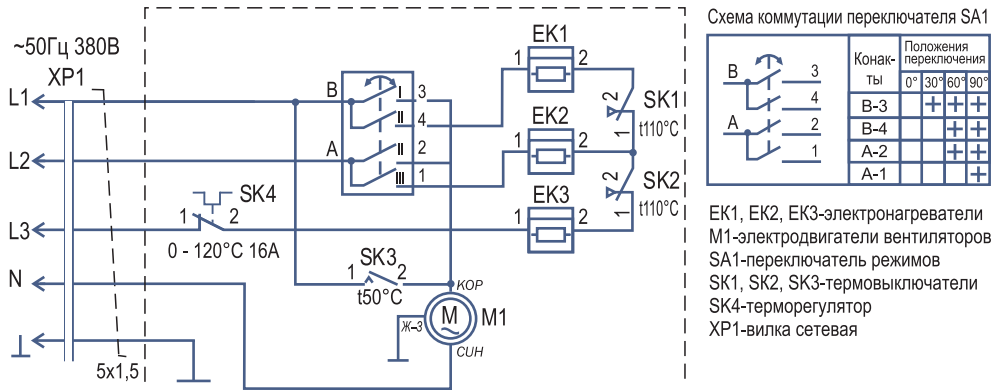 ~50Гц 380В
XP1
L1
L2
L3
N
5x1,5
B
A
I
II
II
III
3
4
2
1
EK1
1
2
EK2
1
2
EK3
1
2
SK1
2
1
t110°C
SK2
2
1
t110°C
SK4
1
2
0 - 120°C 16A
SK3
1
2
t50°C
КОР
Ж-З
M
M1
СИН
Схема коммутации переключателя SA1
B
3
4
A
2
1
Конак-
ты
Положения
переключения
0° 30° 60° 90°
B-3 + + +
B-4 + +
A-2 + +
A-1 +
EK1, EK2, EK3-электронагреватели
M1-электродвигатели вентиляторов
SA1-переключатель режимов
SK1, SK2, SK3-термовыключатели
SK4-терморегулятор
XP1-вилка сетевая